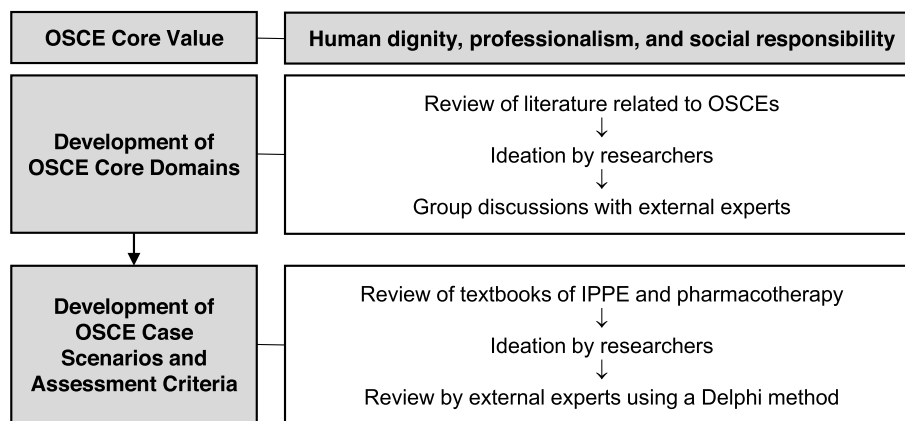 OSCE Core Value
Human dignity, professionalism, and social responsibility
Development of
OSCE Core Domains
Review of literature related to OSCEs
↓
Ideation by researchers
↓
Group discussions with external experts
Development of
OSCE Case
Scenarios and
Assessment Criteria
Review of textbooks of IPPE and pharmacotherapy
↓
Ideation by researchers
↓
Review by external experts using a Delphi method